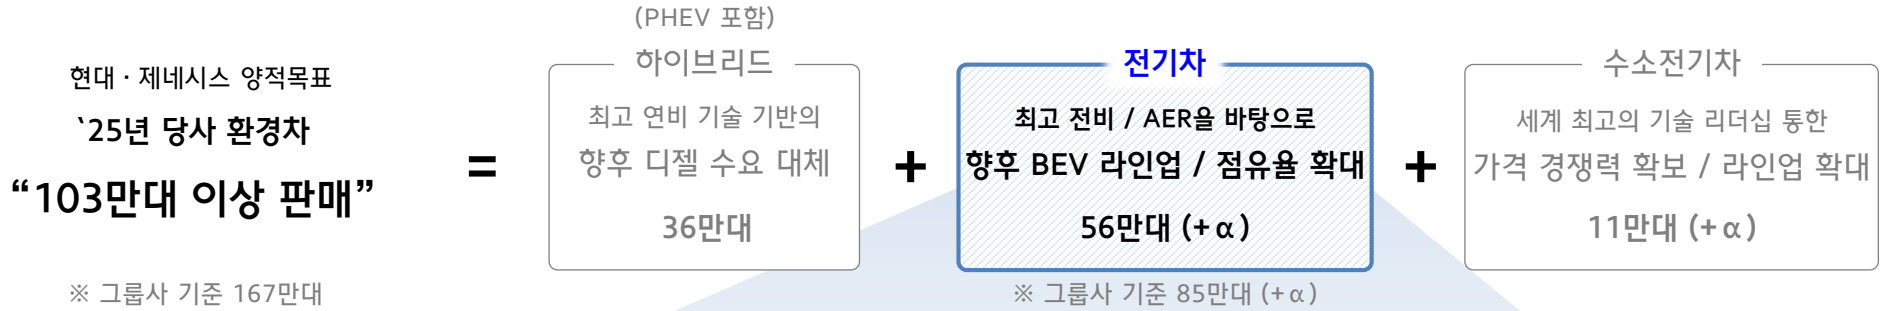 현대 · 제네시스 양적목표
`25년 당사 환경차
“103만대 이상 판매”
※ 그룹사 기준 167만대
=
(PHEV 포함)
하이브리드
최고 연비 기술 기반의
향후 디젤 수요 대체
36만대
+
전기차
최고 전비 / AER을 바탕으로
향후 BEV 라인업 / 점유율 확대
56만대 (+α)
※ 그룹사 기준 85만대 (+α)
+
수소전기차
세계 최고의 기술 리더십 통한
가격 경쟁력 확보 / 라인업 확대
11만대 (+α)